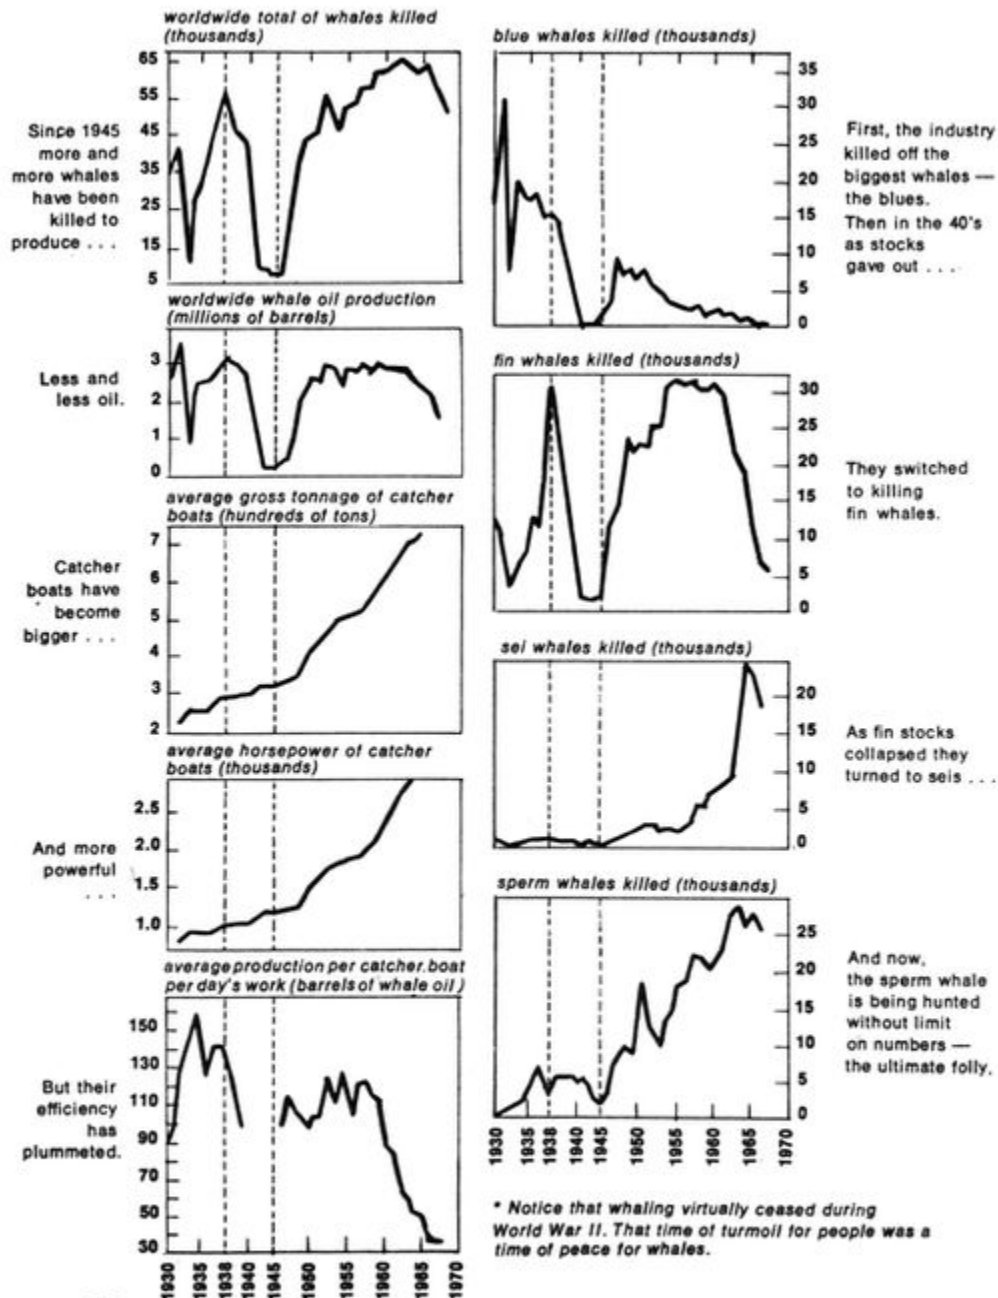 worldwide total of whales killed
(thousands)
65
55
45
35
25
15
5
Since 1945
more and
more whales
have been
killed to
produce . . .
worldwide whale oil production
(millions of barrels)
3
2
1
0
Less and
less oil.
average gross tonnage of catcher
boats (hundreds of tons)
7
6
5
4
3
2
Catcher
boats have
become
bigger . . .
average horsepower of catcher
boats (thousands)
2.5
2.0
1.5
1.0
And more
powerful
. . .
average production per catcher boat
per day's work (barrels of whale oil)
150
130
110
90
70
50
30
But their
efficiency
has
plummeted.
1930
1935
1938
1940
1945
1950
1955
1960
1965
1970
blue whales killed (thousands)
35
30
25
20
15
10
5
0
First, the industry
killed off the
biggest whales —
the blues.
Then in the 40's
as stocks
gave out . . .
fin whales killed (thousands)
30
25
20
15
10
5
0
They switched
to killing
fin whales.
sei whales killed (thousands)
20
15
10
5
0
As fin stocks
collapsed they
turned to seis . . .
sperm whales killed (thousands)
25
20
15
10
5
0
And now,
the sperm whale
is being hunted
without limit
on numbers —
the ultimate folly.
1930
1935
1938
1940
1945
1950
1955
1960
1965
1970
* Notice that whaling virtually ceased during
World War II. That time of turmoil for people was a
time of peace for whales.